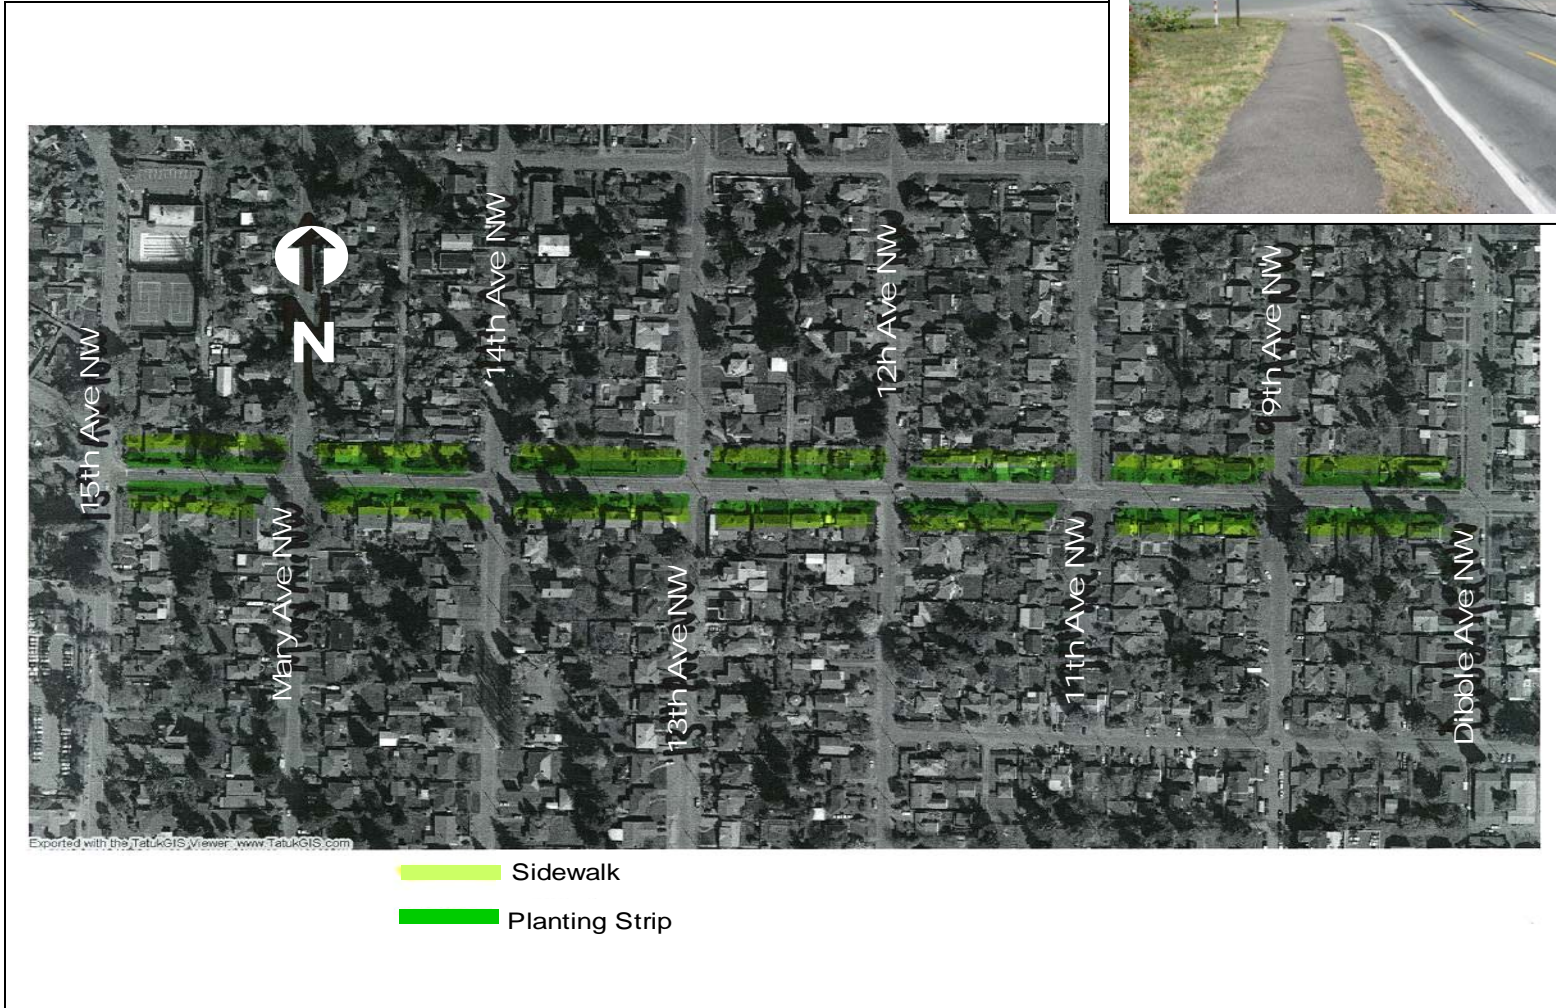 14th Ave NW
12h Ave NW
9th Ave NW
N
15th Ave NW
Mary Ave NW
11th Ave NW
Dibble Ave NW
13th Ave NW
Exported with the TatukGIS Viewer: www.TatukGIS.com
Sidewalk
Planting Strip